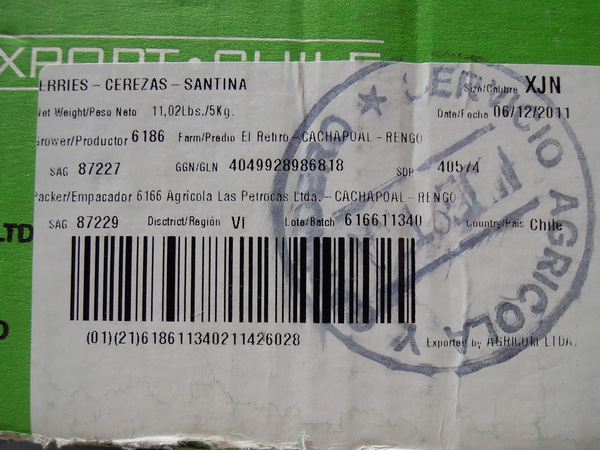 XPORT • CHILE
ERRIES - CEREZAS - SANTINA
Size/Calibre XJN
Net Weight/Peso Neto 11,02Lbs./5Kg.
Date/Fecha 06/12/2011
Grower/Productor 6186 Farm/Predio El Retiro - CACHAPOAL - RENGO
SAG 87227 GGN/GLN 4049928986818 SDP 40574
Packer/Empacador 6166 Agricola Las Petrocas Ltda. - CACHAPOAL - RENGO
SAG 87229 Disctrict/Región VI Lote/Batch 616611340 Country/Pais Chile
(01)(21)618611340211426028
Exported by AGRICOM LTDA.
SERVICIO AGRICOLA Y
LTD